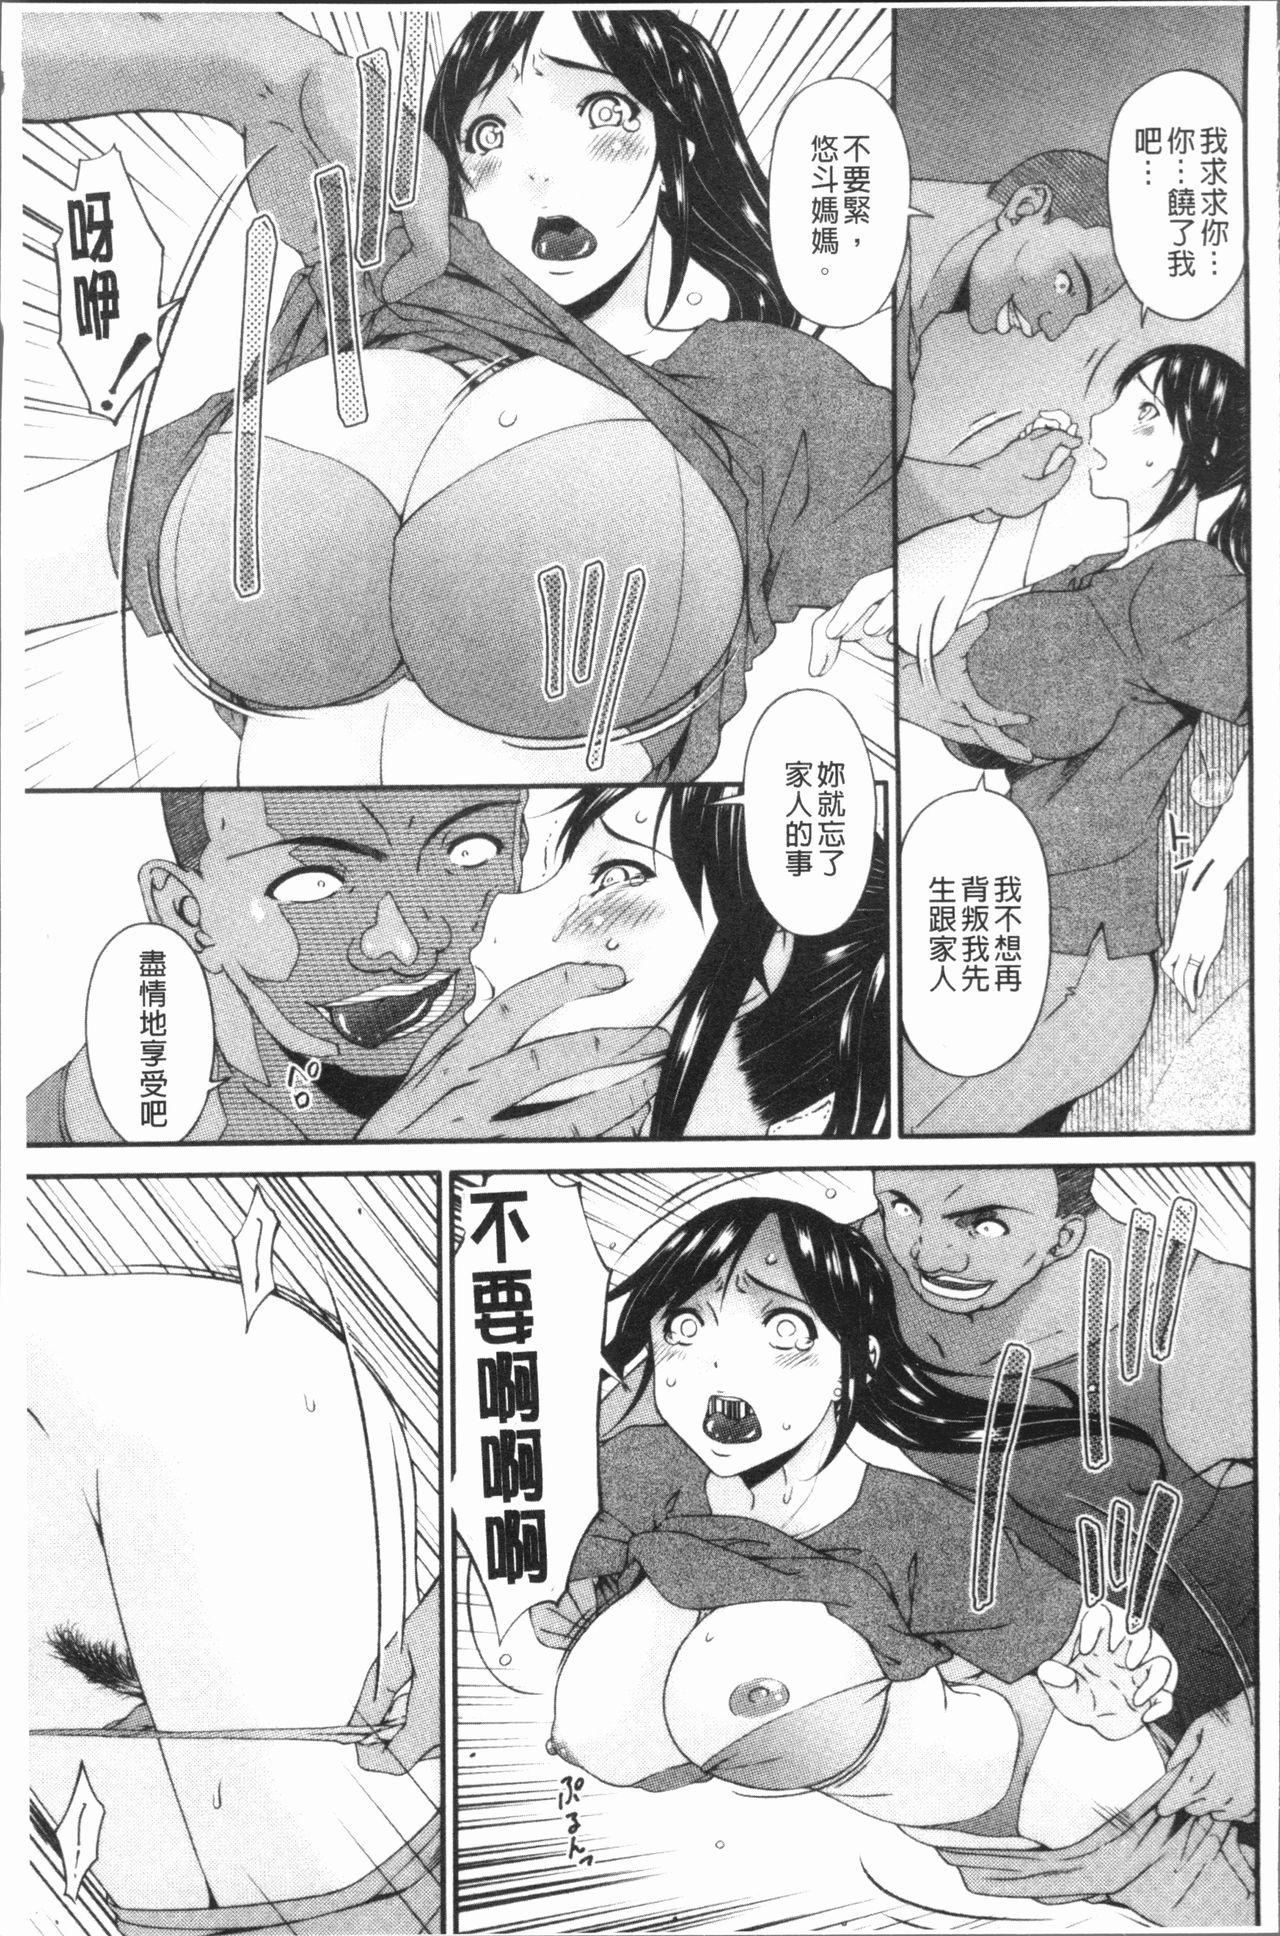 我求求你…
你…饒了我
吧…
我不想再
背叛我先
生跟家人
不要緊，
悠斗媽媽。
呀啊！
妳就忘了
家人的事
盡情地享受吧
ペロ
不要啊啊啊
ぷるんっ